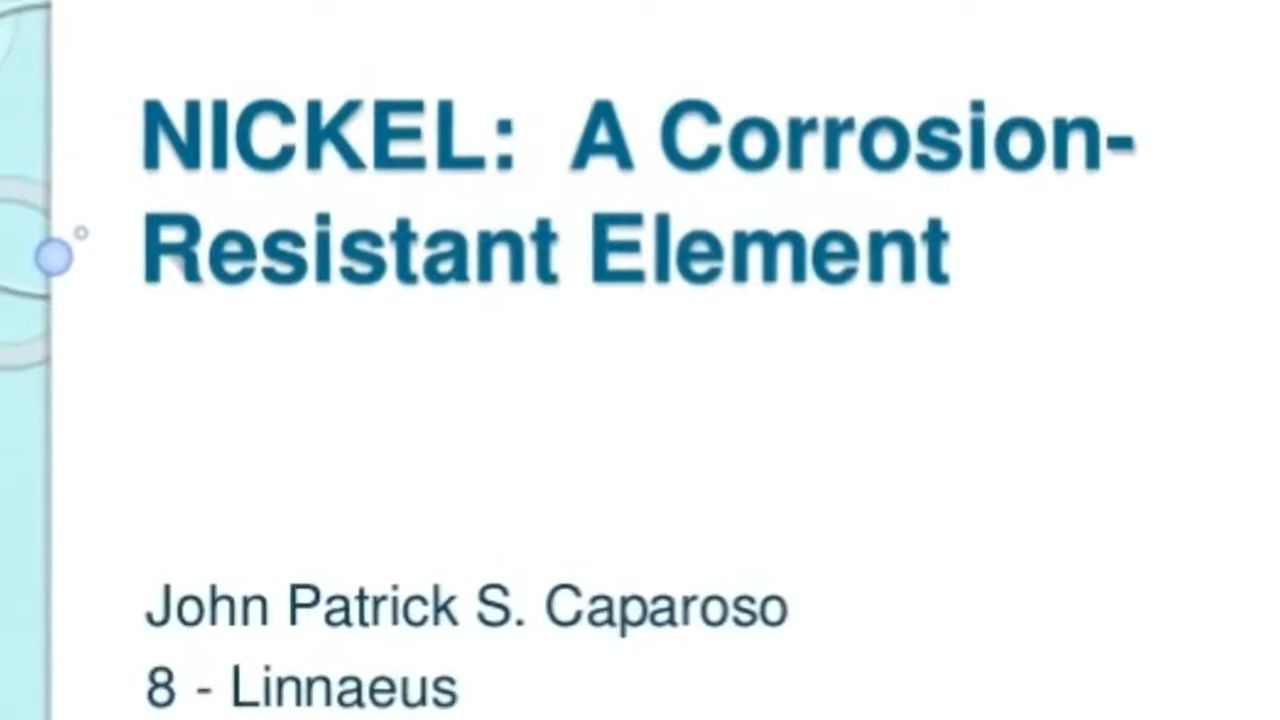 NICKEL: A Corrosion-
Resistant Element
John Patrick S. Caparoso
8 - Linnaeus